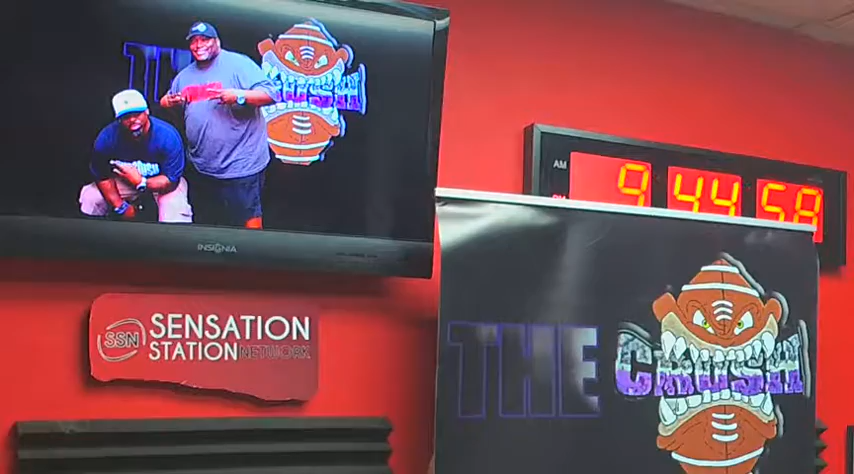 THE CRUSH
INSIGNIA
AM
9 44 58
SSN
SENSATION
STATION NETWORK
THE CRUSH